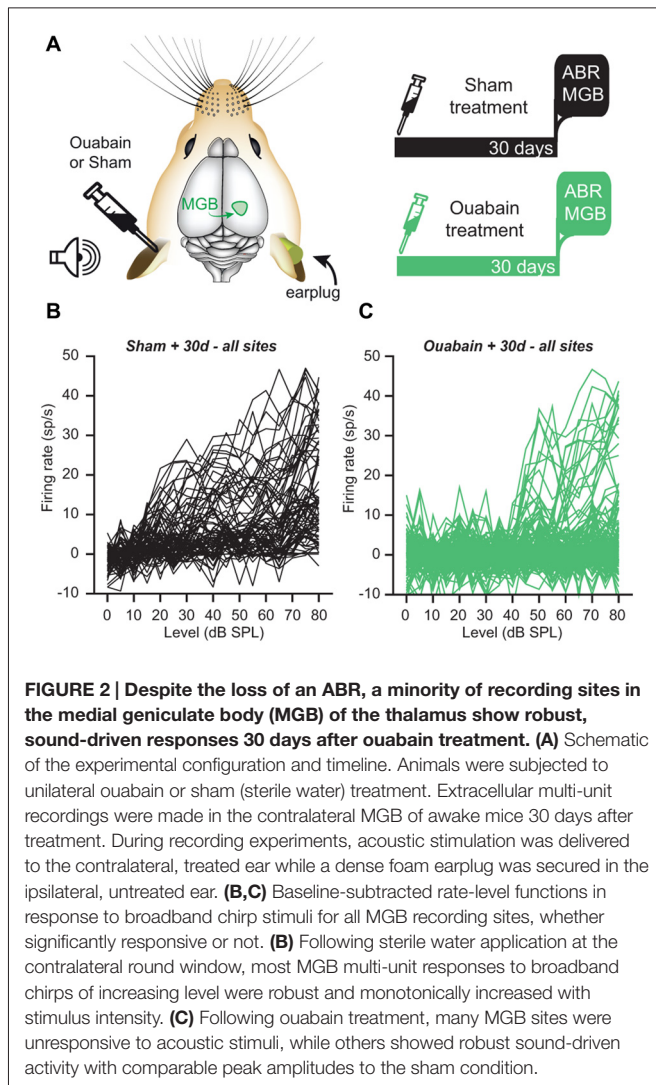 A
Ouabain
or Sham
MGB
earplug
Sham
treatment
30 days
ABR
MGB
Ouabain
treatment
30 days
ABR
MGB
B
Sham + 30d - all sites
Firing rate (sp/s)
50
40
30
20
10
0
-10
0 10 20 30 40 50 60 70 80
Level (dB SPL)
C
Ouabain + 30d - all sites
Firing rate (sp/s)
50
40
30
20
10
0
-10
0 10 20 30 40 50 60 70 80
Level (dB SPL)
FIGURE 2 | Despite the loss of an ABR, a minority of recording sites in
the medial geniculate body (MGB) of the thalamus show robust,
sound-driven responses 30 days after ouabain treatment. (A) Schematic
of the experimental configuration and timeline. Animals were subjected to
unilateral ouabain or sham (sterile water) treatment. Extracellular multi-unit
recordings were made in the contralateral MGB of awake mice 30 days after
treatment. During recording experiments, acoustic stimulation was delivered
to the contralateral, treated ear while a dense foam earplug was secured in the
ipsilateral, untreated ear. (B,C) Baseline-subtracted rate-level functions in
response to broadband chirp stimuli for all MGB recording sites, whether
significantly responsive or not. (B) Following sterile water application at the
contralateral round window, most MGB multi-unit responses to broadband
chirps of increasing level were robust and monotonically increased with
stimulus intensity. (C) Following ouabain treatment, many MGB sites were
unresponsive to acoustic stimuli, while others showed robust sound-driven
activity with comparable peak amplitudes to the sham condition.